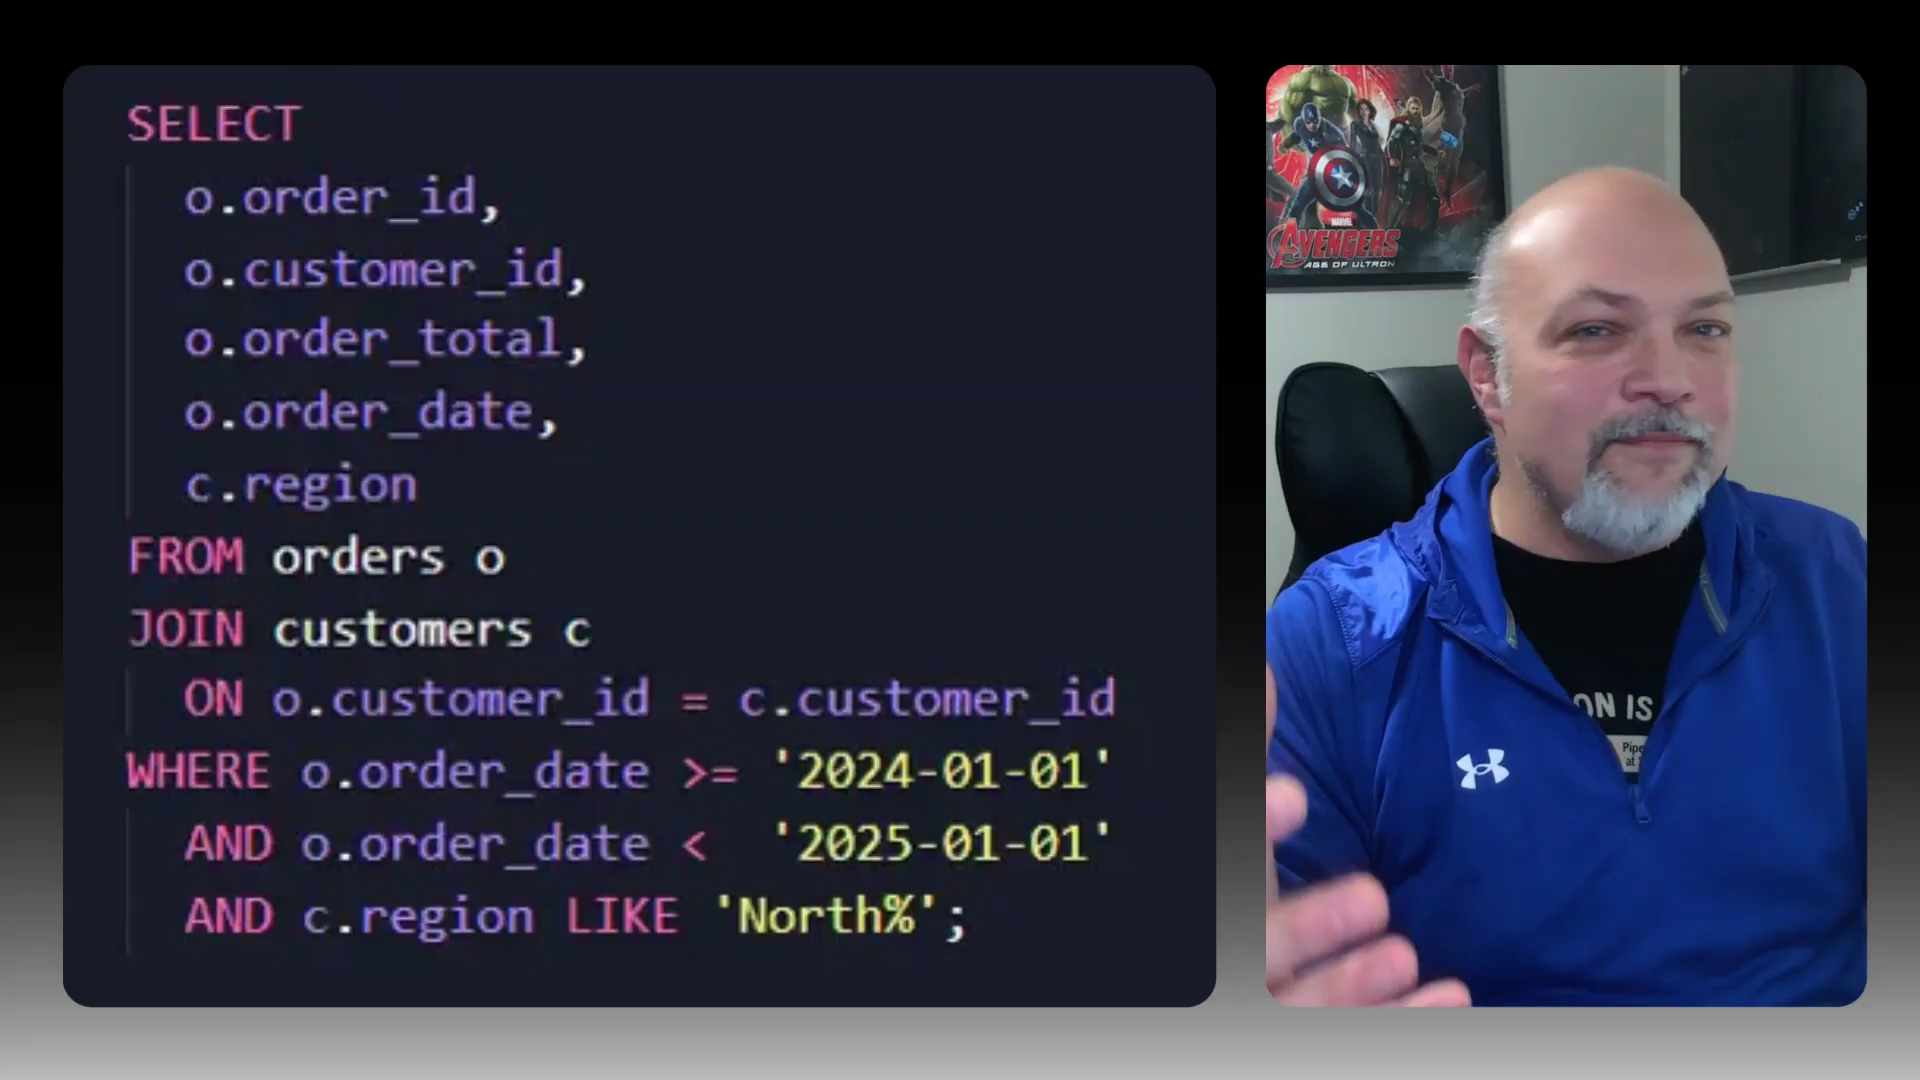 SELECT
o.order_id,
o.customer_id,
o.order_total,
o.order_date,
c.region
FROM orders o
JOIN customers c
ON o.customer_id = c.customer_id
WHERE o.order_date >= '2024-01-01'
AND o.order_date < '2025-01-01'
AND c.region LIKE 'North%';
MARVEL
AVENGERS
AGE OF ULTRON
ON IS